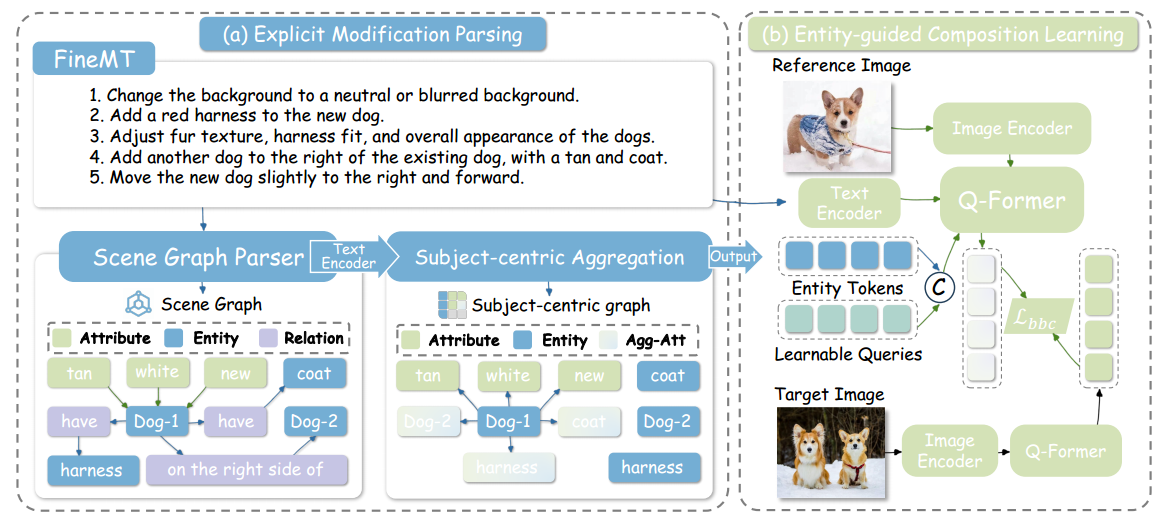 (a) Explicit Modification Parsing
FineMT
1. Change the background to a neutral or blurred background.
2. Add a red harness to the new dog.
3. Adjust fur texture, harness fit, and overall appearance of the dogs.
4. Add another dog to the right of the existing dog, with a tan and coat.
5. Move the new dog slightly to the right and forward.
Scene Graph Parser
Text
Encoder
Subject-centric Aggregation
Output
Scene Graph
Attribute
Entity
Relation
tan
white
new
coat
have
Dog-1
have
Dog-2
harness
on the right side of
Subject-centric graph
Attribute
Entity
Agg-Att
tan
white
new
coat
Dog-2
Dog-1
coat
Dog-2
harness
harness
(b) Entity-guided Composition Learning
Reference Image
Image Encoder
Text
Encoder
Q-Former
Entity Tokens
C
Learnable Queries
ℒbbc
Target Image
Image
Encoder
Q-Former